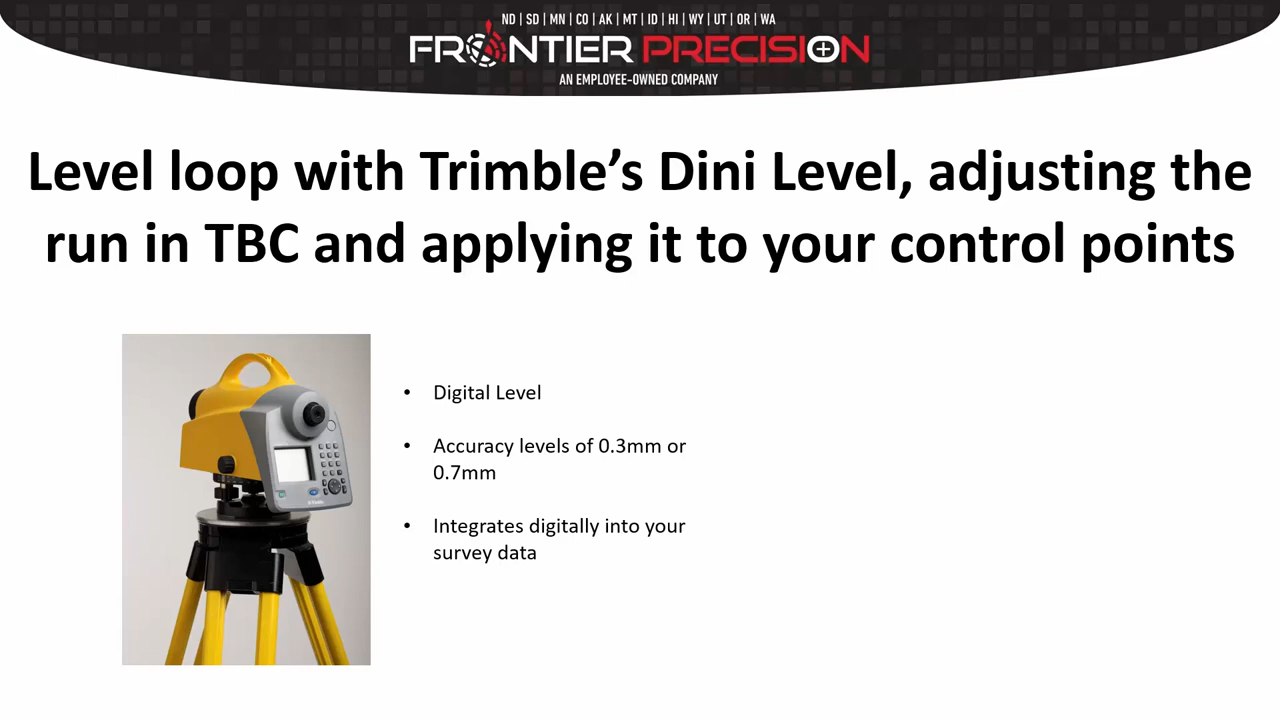 ND | SD | MN | CO | AK | MT | ID | HI | WY | UT | OR | WA
FRONTIER PRECISION
AN EMPLOYEE-OWNED COMPANY
Level loop with Trimble’s Dini Level, adjusting the
run in TBC and applying it to your control points
• Digital Level
• Accuracy levels of 0.3mm or
0.7mm
• Integrates digitally into your
survey data